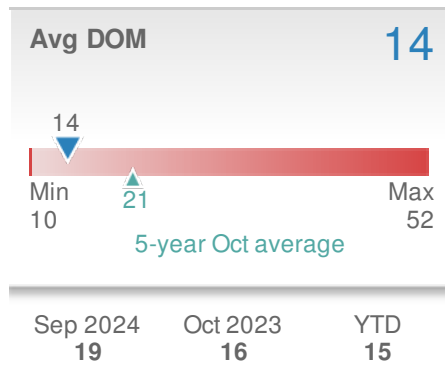 Avg DOM 14
14
Min Max
10 21 52
5-year Oct average
Sep 2024 Oct 2023 YTD
19 16 15